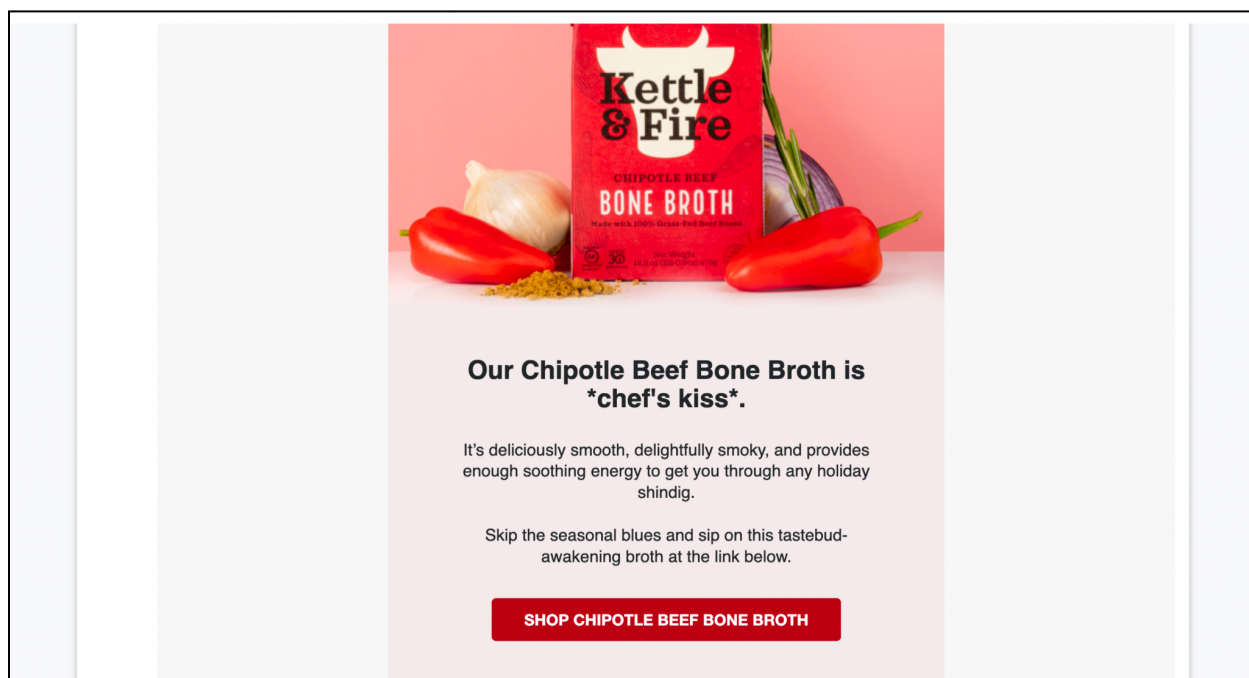 Kettle
& Fire
CHIPOTLE BEEF
BONE BROTH
Made with 100% Grass-Fed Beef Bones
Net Weight
Our Chipotle Beef Bone Broth is
*chef's kiss*.
It’s deliciously smooth, delightfully smoky, and provides
enough soothing energy to get you through any holiday
shindig.
Skip the seasonal blues and sip on this tastebud-
awakening broth at the link below.
SHOP CHIPOTLE BEEF BONE BROTH